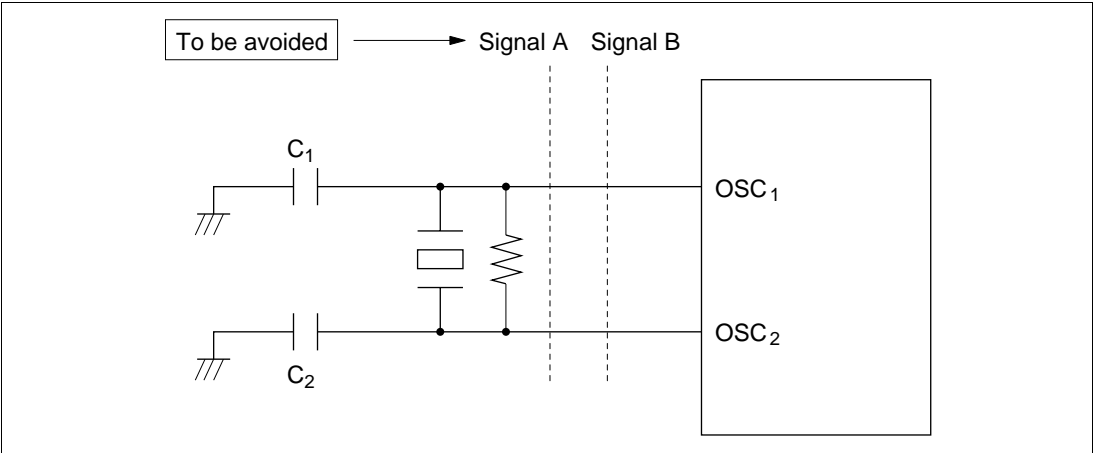 To be avoided
Signal A Signal B
C1
OSC1
OSC2
C2